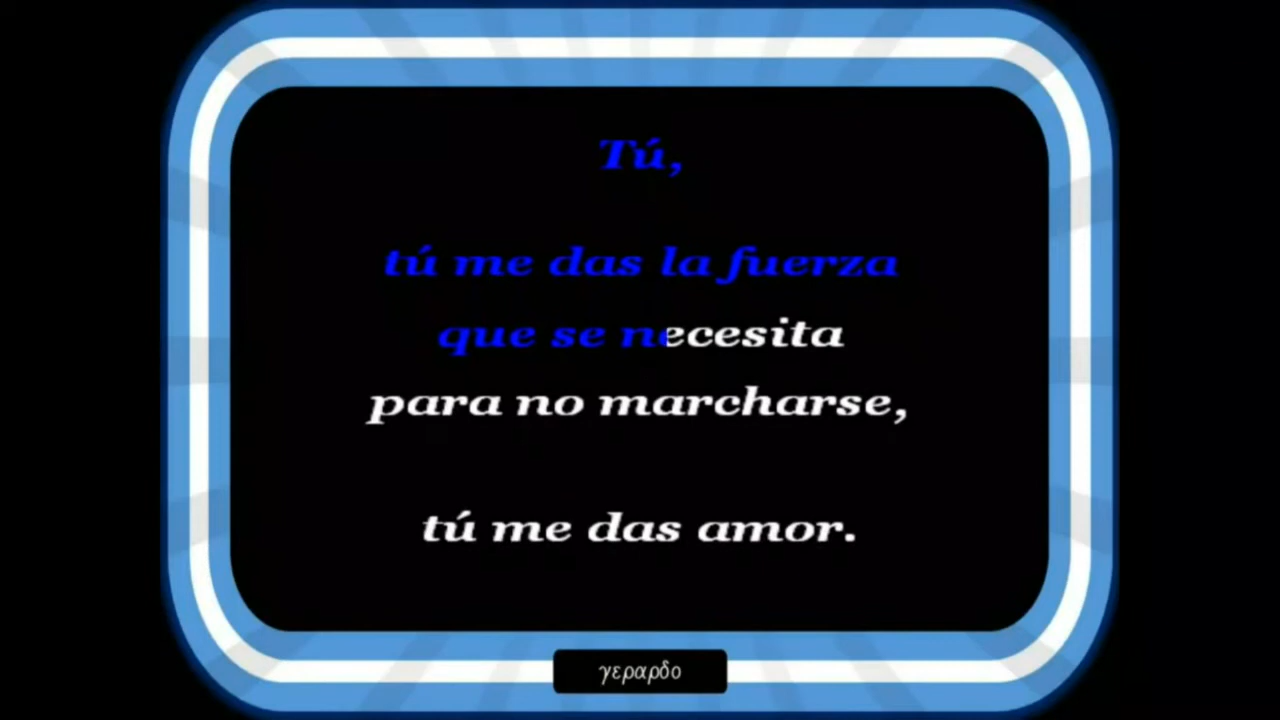 Tú,
tú me das la fuerza
que se necesita
para no marcharse,
tú me das amor.
γεραρδο